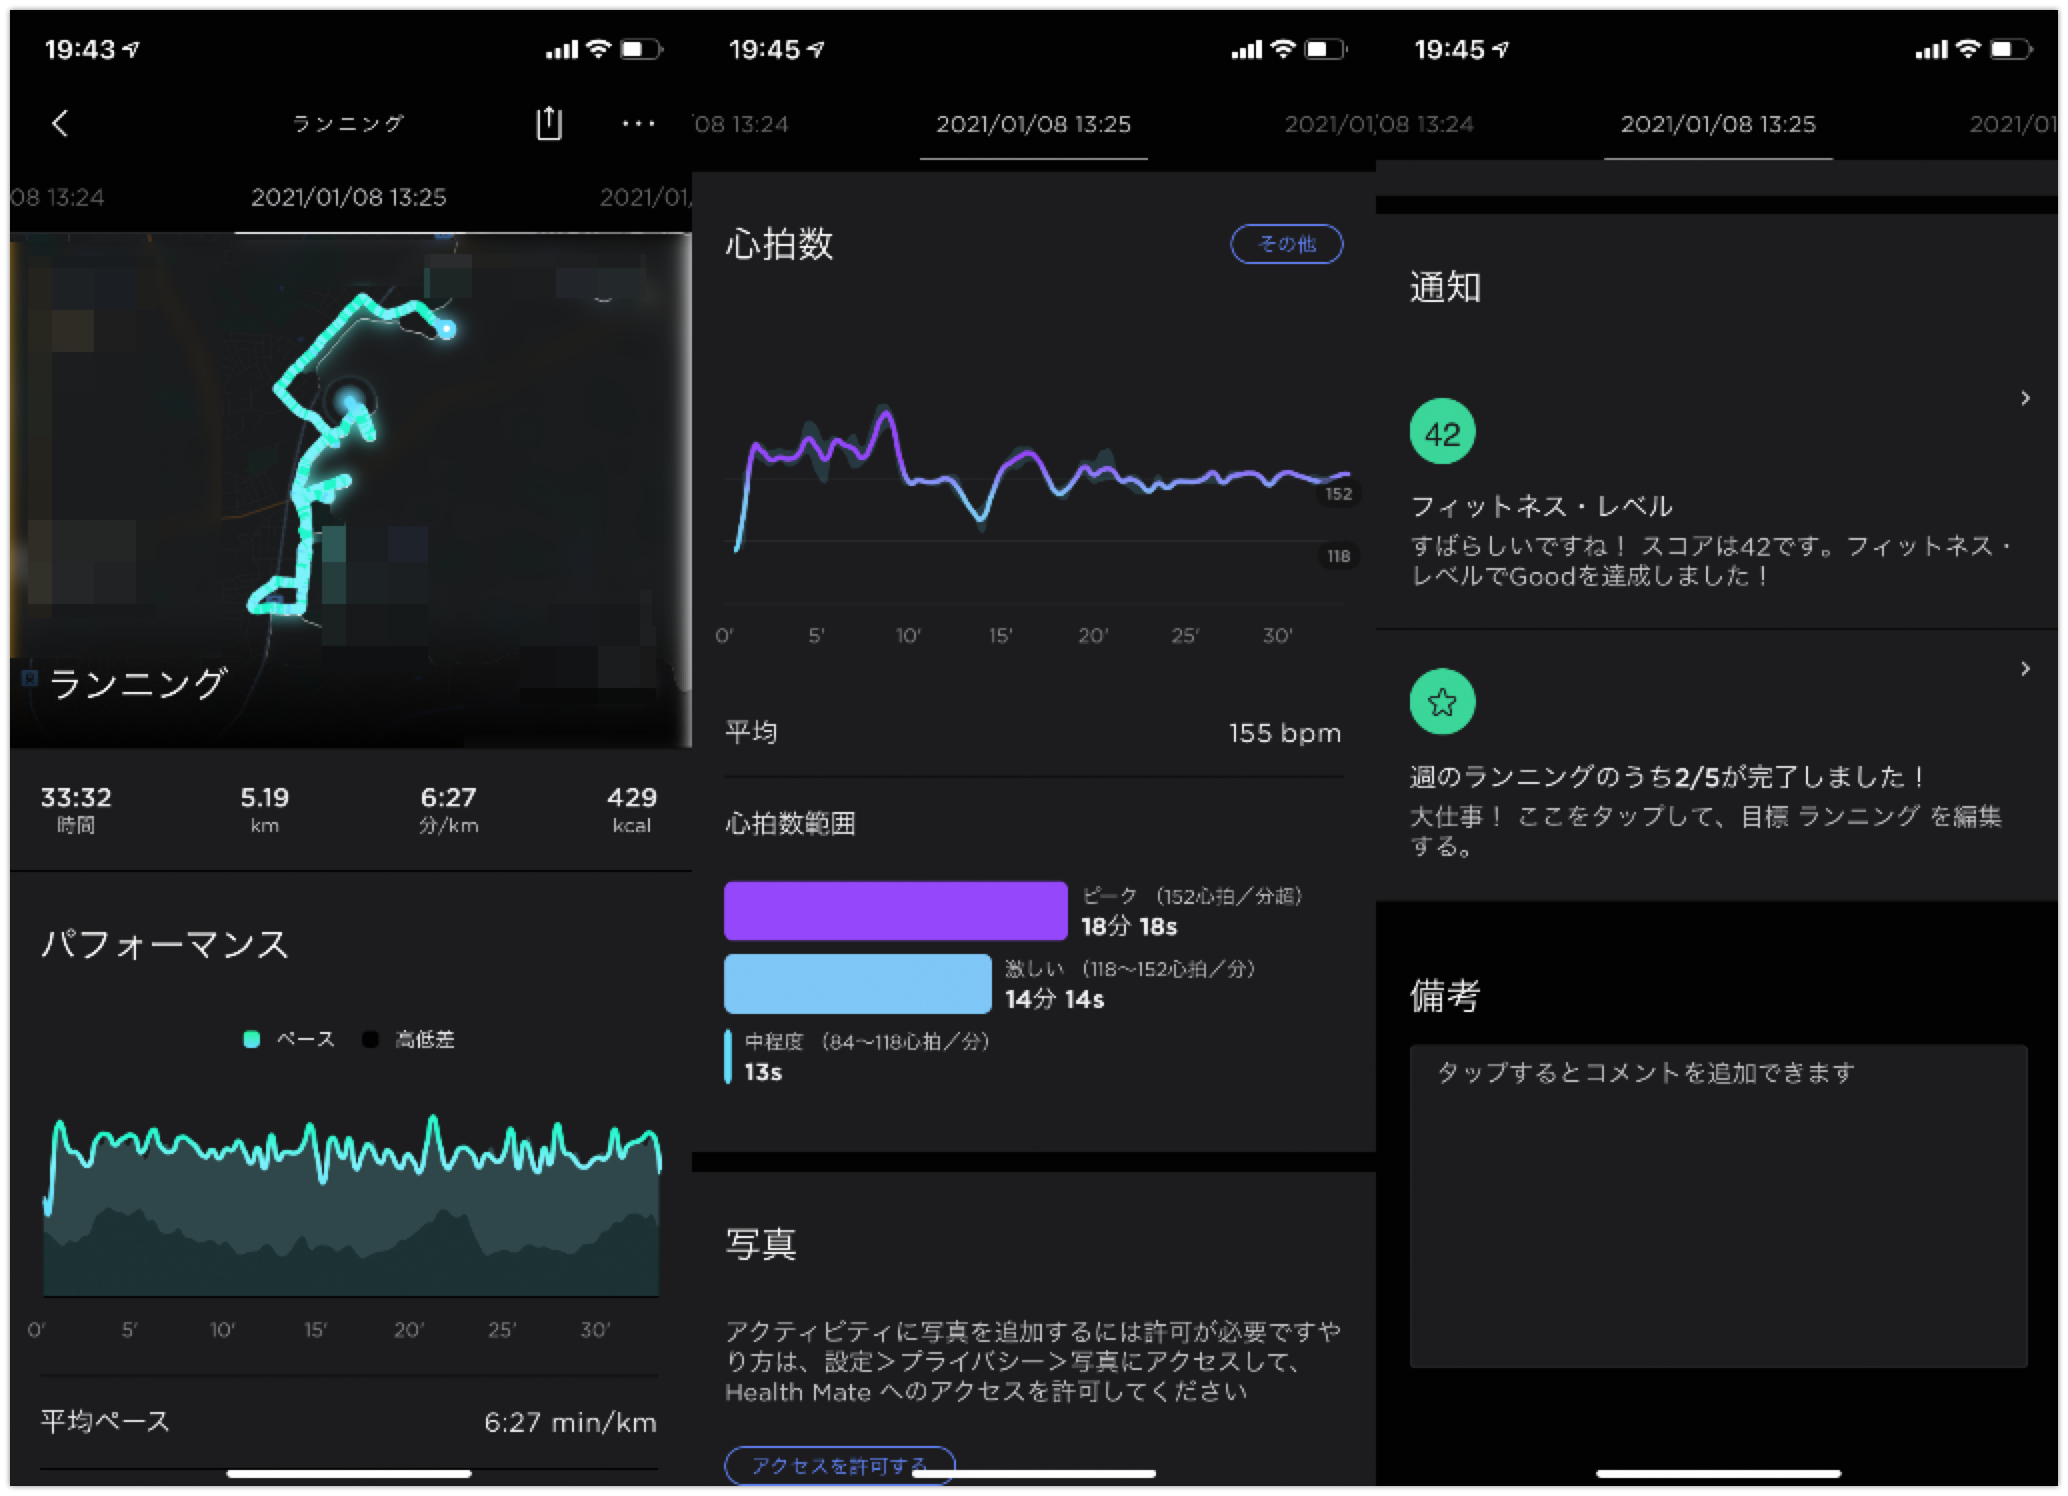 19:43
ランニング
08 13:24
2021/01/08 13:25
2021/01/
ランニング
33:32
時間
5.19
km
6:27
分/km
429
kcal
パフォーマンス
ペース
高低差
0'
5'
10'
15'
20'
25'
30'
平均ペース
6:27 min/km
19:45
08 13:24
2021/01/08 13:25
2021/01/
心拍数
その他
152
118
0'
5'
10'
15'
20'
25'
30'
平均
155 bpm
心拍数範囲
ピーク （152心拍／分超）
18分 18s
激しい （118〜152心拍／分）
14分 14s
中程度 （84〜118心拍／分）
13s
写真
アクティビティに写真を追加するには許可が必要ですや
り方は、設定＞プライバシー＞写真にアクセスして、
Health Mate へのアクセスを許可してください
アクセスを許可する
19:45
08 13:24
2021/01/08 13:25
2021/01
通知
42
フィットネス・レベル
すばらしいですね！ スコアは42です。フィットネス・
レベルでGoodを達成しました！
週のランニングのうち2/5が完了しました！
大仕事！ ここをタップして、目標 ランニング を編集
する。
備考
タップするとコメントを追加できます